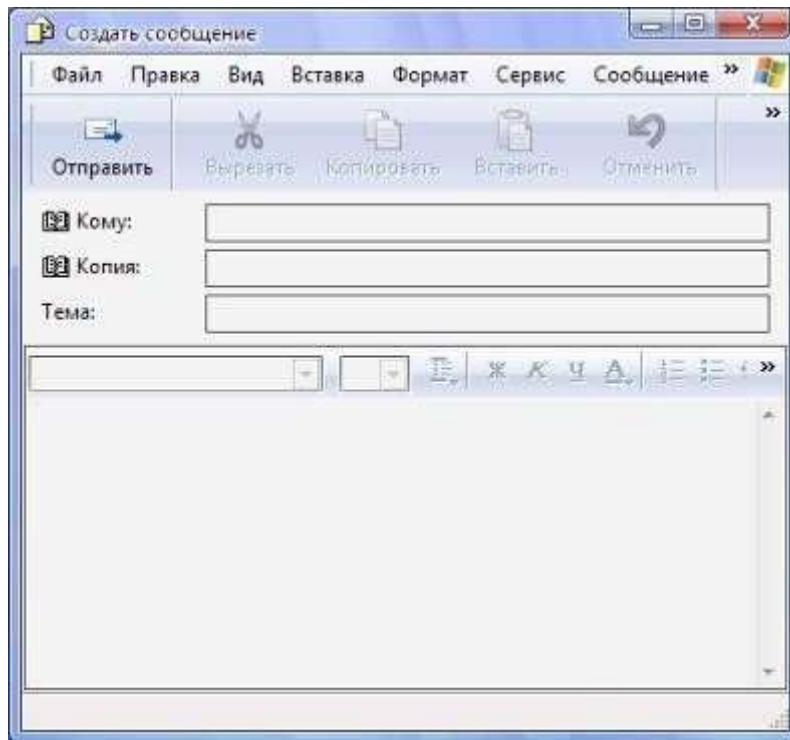 Создать сообщение
Файл Правка Вид Вставка Формат Сервис Сообщение »
»
Отправить Вырезать Копировать Вставить Отменить
Кому:
Копия:
Тема:
Ж К Ч А »